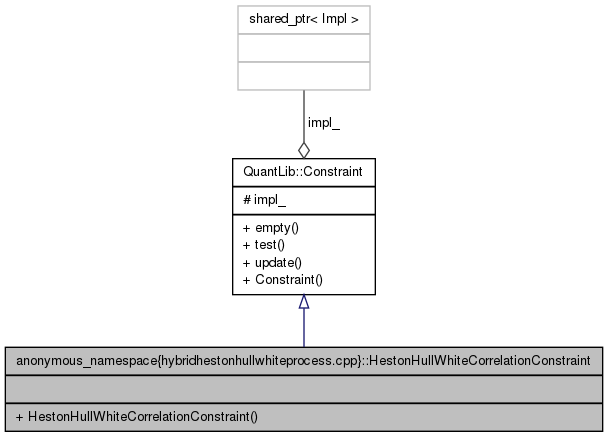 shared_ptr< Impl >
impl_
QuantLib::Constraint
# impl_
+ empty()
+ test()
+ update()
+ Constraint()
anonymous_namespace{hybridhestonhullwhiteprocess.cpp}::HestonHullWhiteCorrelationConstraint
+ HestonHullWhiteCorrelationConstraint()